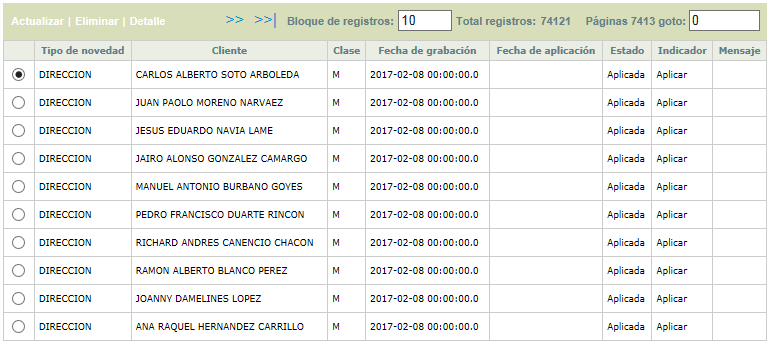 Actualizar | Eliminar | Detalle >> >>| Bloque de registros: 10 Total registros: 74121 Páginas 7413 goto: 0
Tipo de novedad Cliente Clase Fecha de grabación Fecha de aplicación Estado Indicador Mensaje
DIRECCION CARLOS ALBERTO SOTO ARBOLEDA M 2017-02-08 00:00:00.0 Aplicada Aplicar
DIRECCION JUAN PAOLO MORENO NARVAEZ M 2017-02-08 00:00:00.0 Aplicada Aplicar
DIRECCION JESUS EDUARDO NAVIA LAME M 2017-02-08 00:00:00.0 Aplicada Aplicar
DIRECCION JAIRO ALONSO GONZALEZ CAMARGO M 2017-02-08 00:00:00.0 Aplicada Aplicar
DIRECCION MANUEL ANTONIO BURBANO GOYES M 2017-02-08 00:00:00.0 Aplicada Aplicar
DIRECCION PEDRO FRANCISCO DUARTE RINCON M 2017-02-08 00:00:00.0 Aplicada Aplicar
DIRECCION RICHARD ANDRES CANENCIO CHACON M 2017-02-08 00:00:00.0 Aplicada Aplicar
DIRECCION RAMON ALBERTO BLANCO PEREZ M 2017-02-08 00:00:00.0 Aplicada Aplicar
DIRECCION JOANNY DAMELINES LOPEZ M 2017-02-08 00:00:00.0 Aplicada Aplicar
DIRECCION ANA RAQUEL HERNANDEZ CARRILLO M 2017-02-08 00:00:00.0 Aplicada Aplicar